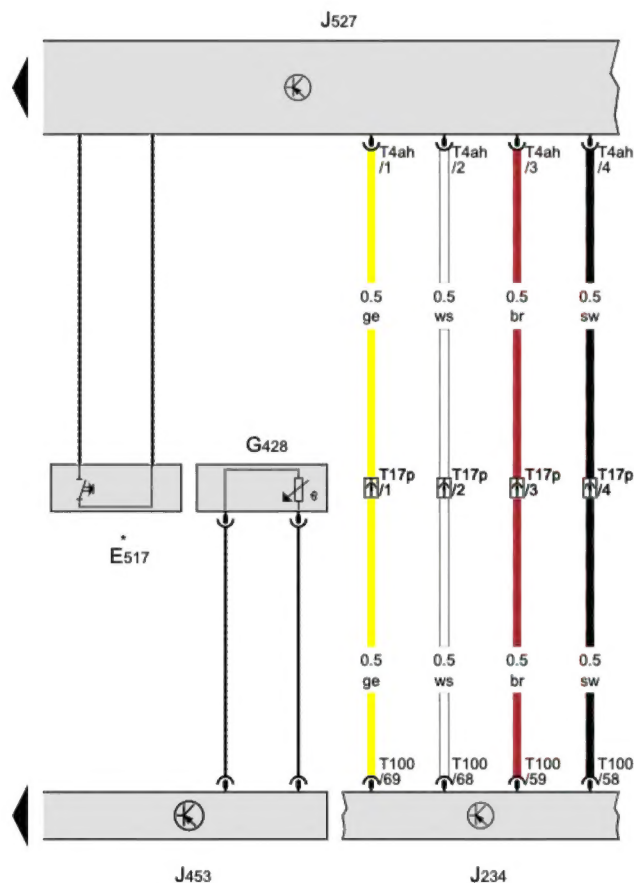 J527
T4ah
/1
T4ah
/2
T4ah
/3
T4ah
/4
0.5
ge
0.5
ws
0.5
br
0.5
sw
G428
*
E517
T17p
/1
T17p
/2
T17p
/3
T17p
/4
0.5
ge
0.5
ws
0.5
br
0.5
sw
T100
/69
T100
/68
T100
/59
T100
/58
J453
J234